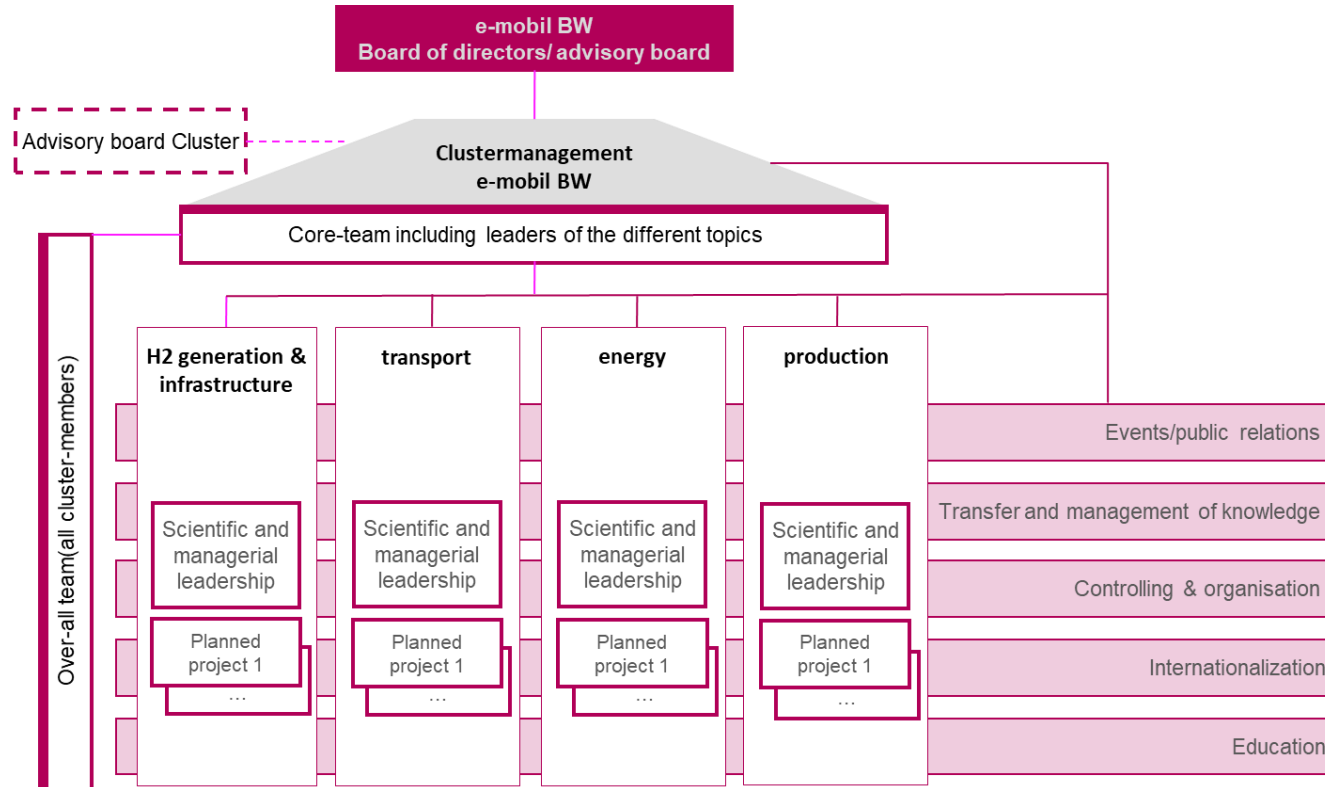 e-mobil BW
Board of directors/ advisory board
Advisory board Cluster
Clustermanagement
e-mobil BW
Core-team including leaders of the different topics
Over-all team(all cluster-members)
H2 generation &
infrastructure
transport
energy
production
Events/public relations
Transfer and management of knowledge
Controlling & organisation
Internationalization
Education
Scientific and
managerial
leadership
Planned
project 1
...
Scientific and
managerial
leadership
Planned
project 1
...
Scientific and
managerial
leadership
Planned
project 1
...
Scientific and
managerial
leadership
Planned
project 1
...